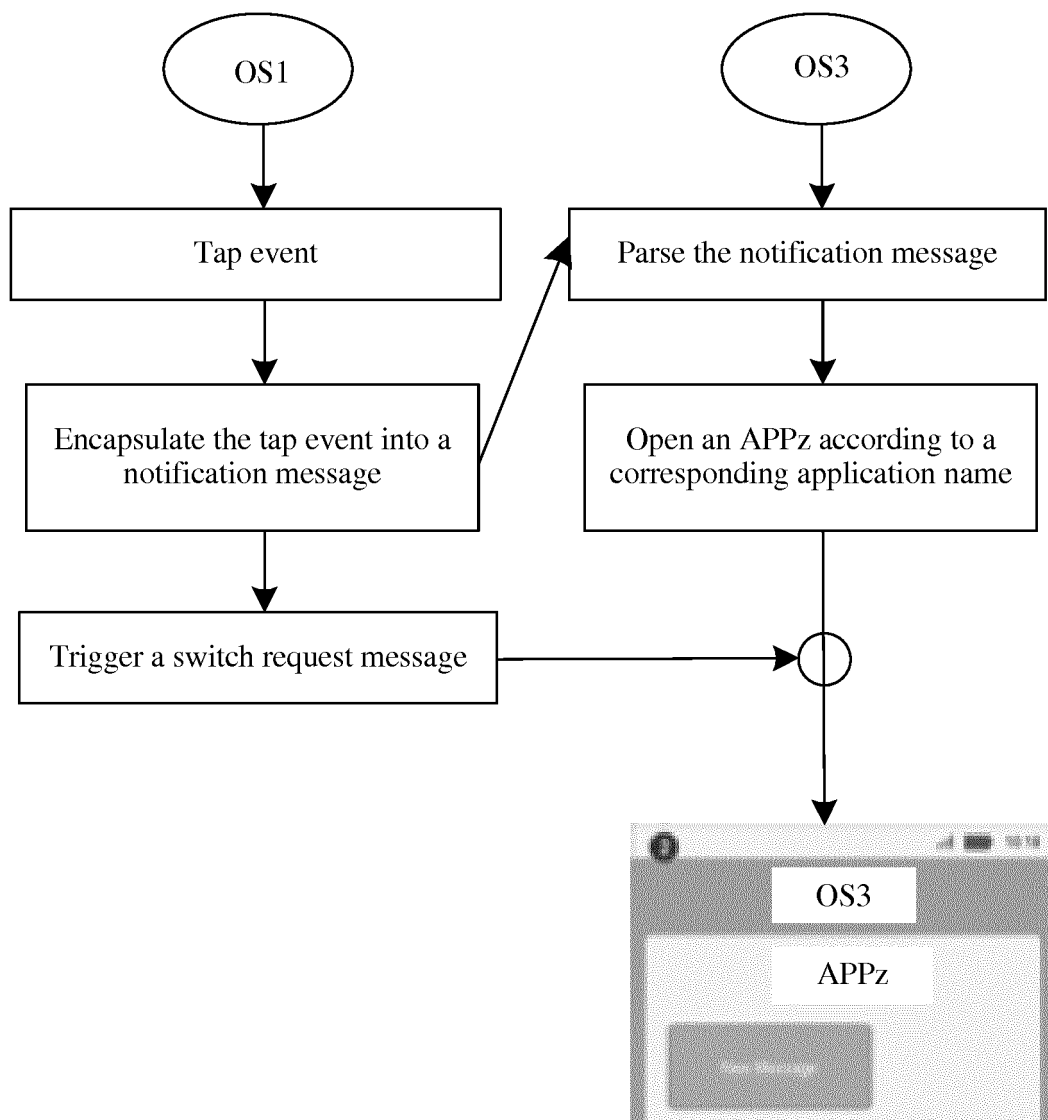 OS1
OS3
Tap event
Parse the notification message
Encapsulate the tap event into a
notification message
Open an APPz according to a
corresponding application name
Trigger a switch request message
OS3
APPz